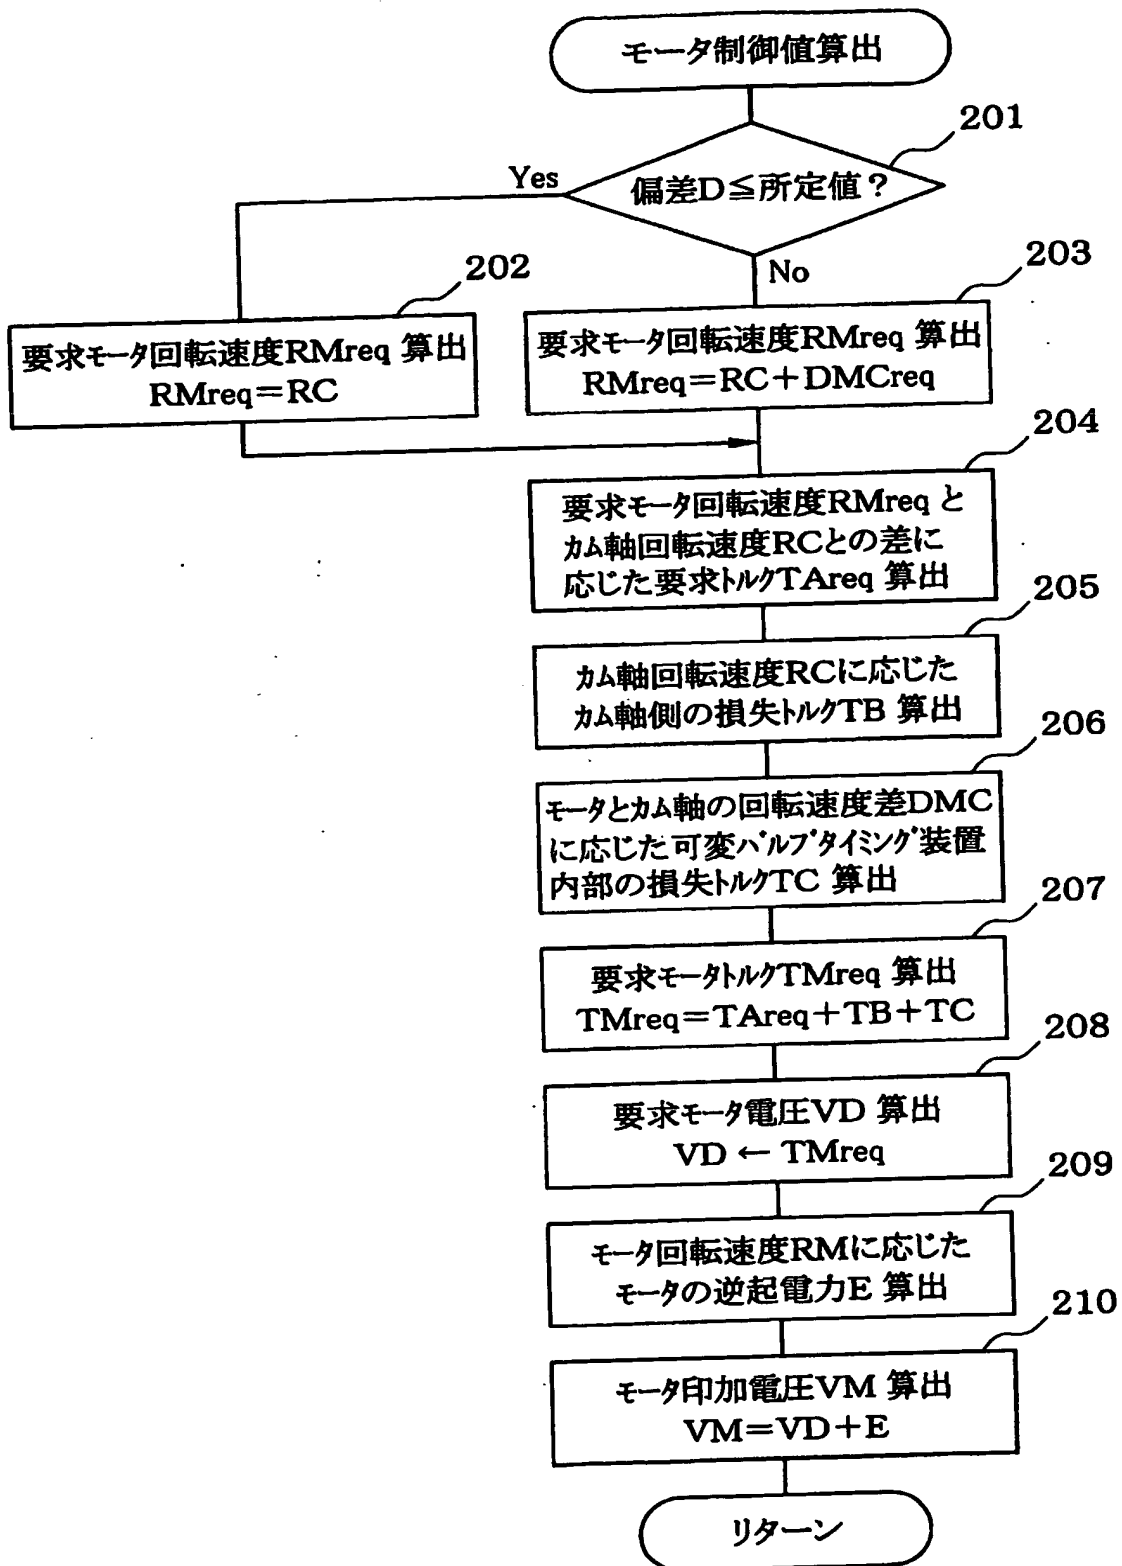 モータ制御値算出
201
偏差D≦所定値？
Yes
No
202
要求モータ回転速度RMreq 算出
RMreq＝RC
203
要求モータ回転速度RMreq 算出
RMreq＝RC＋DMCreq
204
要求モータ回転速度RMreq と
カム軸回転速度RCとの差に
応じた要求トルクTAreq 算出
205
カム軸回転速度RCに応じた
カム軸側の損失トルクTB 算出
206
モータとカム軸の回転速度差DMC
に応じた可変バルブタイミング装置
内部の損失トルクTC 算出
207
要求モータトルクTMreq 算出
TMreq＝TAreq＋TB＋TC
208
要求モータ電圧VD 算出
VD ← TMreq
209
モータ回転速度RMに応じた
モータの逆起電力E 算出
210
モータ印加電圧VM 算出
VM＝VD＋E
リターン